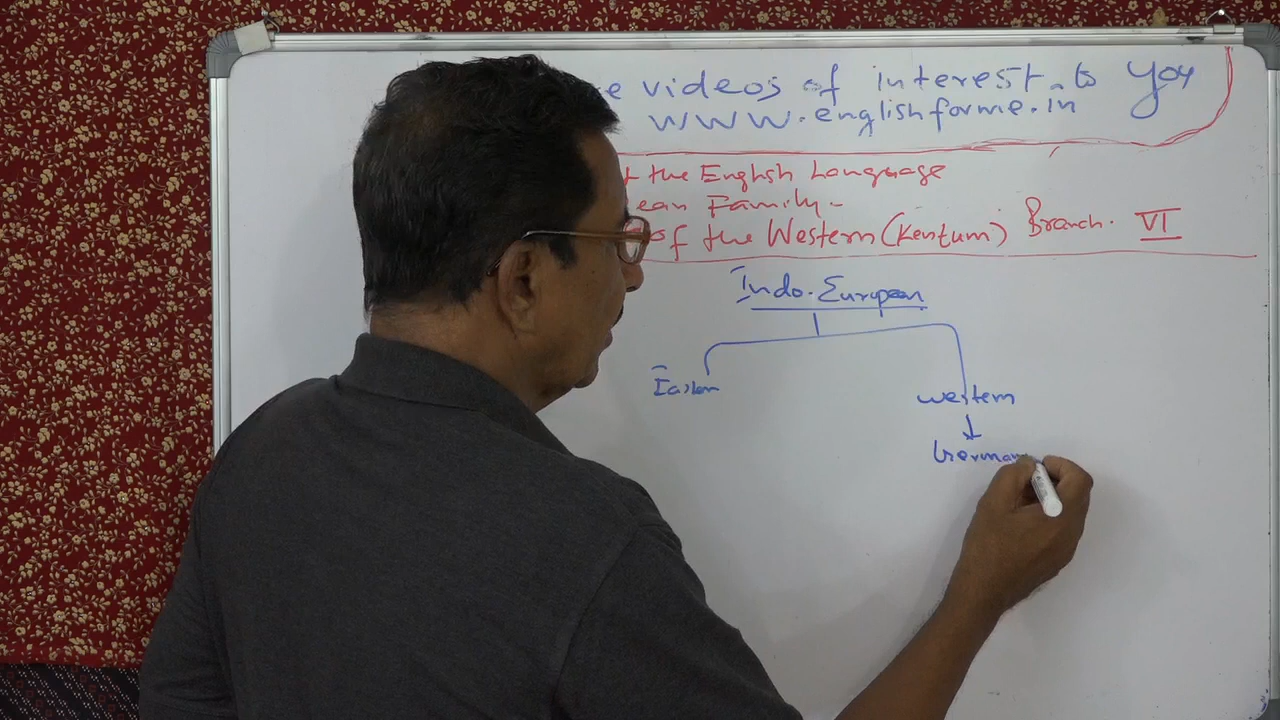 e videos of interest to you
www.englishforme.in
the English Language
ean Family.
of the Western (Kentum) Branch. VI
Indo-European
Eastern
Western
German